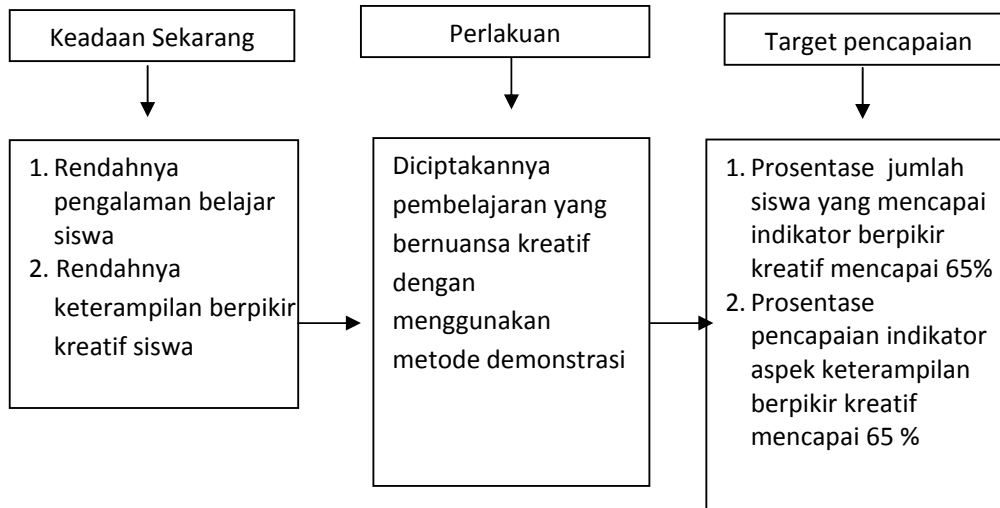 Keadaan Sekarang
Perlakuan
Target pencapaian
1. Rendahnya
pengalaman belajar
siswa
2. Rendahnya
keterampilan berpikir
kreatif siswa
Diciptakannya
pembelajaran yang
bernuansa kreatif
dengan
menggunakan
metode demonstrasi
1. Prosentase jumlah
siswa yang mencapai
indikator berpikir
kreatif mencapai 65%
2. Prosentase
pencapaian indikator
aspek keterampilan
berpikir kreatif
mencapai 65 %